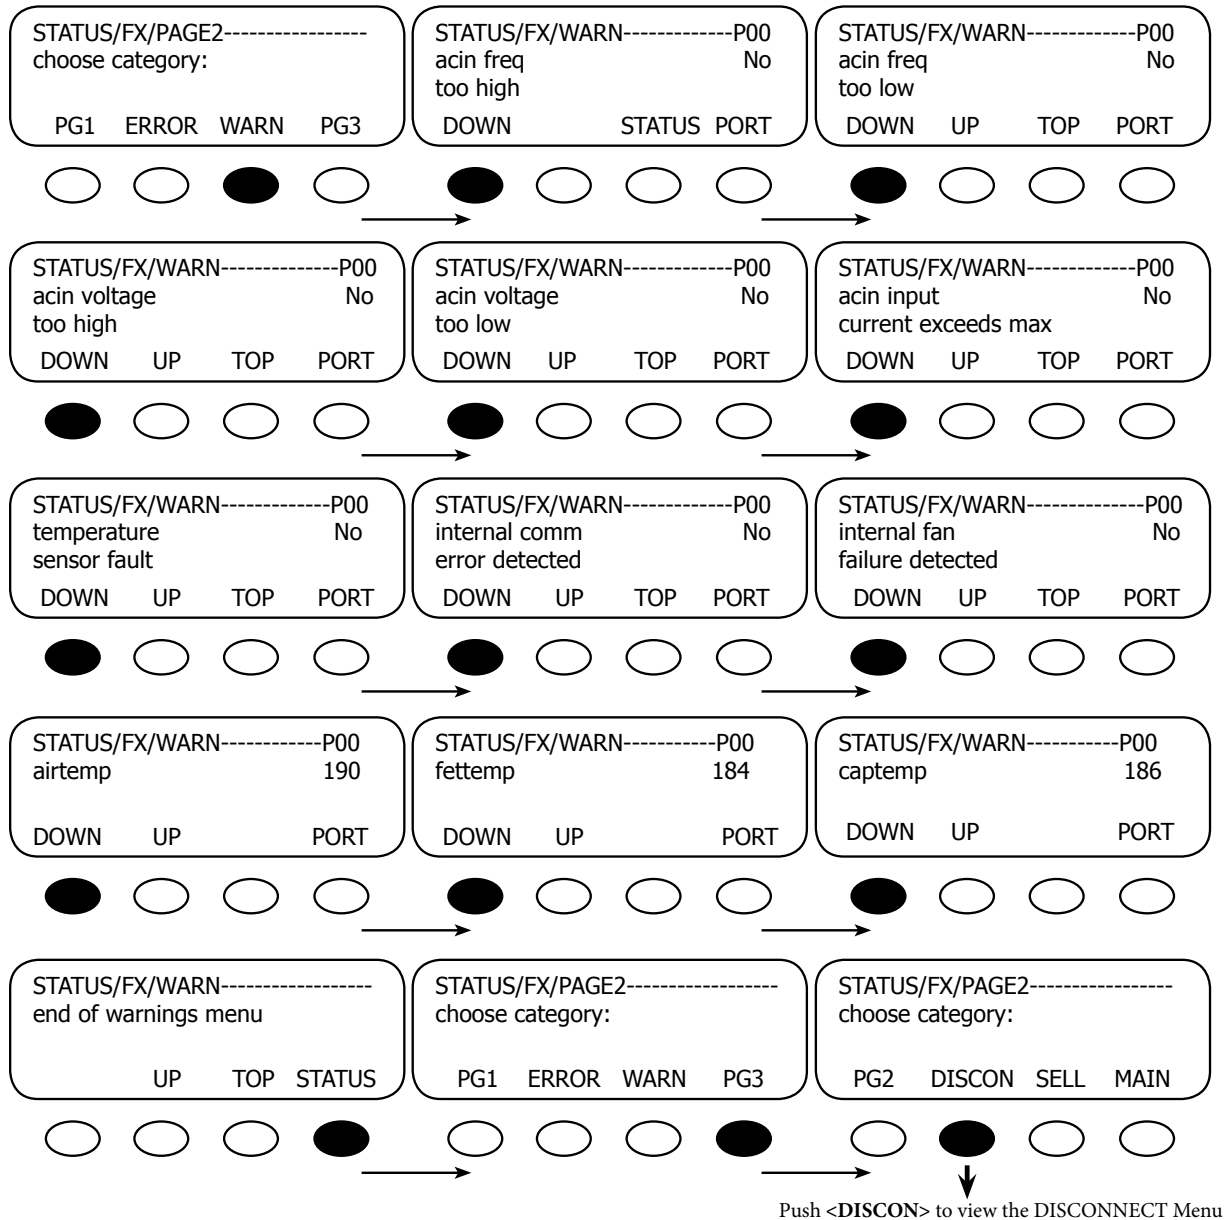 STATUS/FX/PAGE2-----------------
choose category:
PG1 ERROR WARN PG3
STATUS/FX/WARN-------------P00
acin freq No
too high
DOWN STATUS PORT
STATUS/FX/WARN-------------P00
acin freq No
too low
DOWN UP TOP PORT
STATUS/FX/WARN--------------P00
acin voltage No
too high
DOWN UP TOP PORT
STATUS/FX/WARN-------------P00
acin voltage No
too low
DOWN UP TOP PORT
STATUS/FX/WARN-------------P00
acin input No
current exceeds max
DOWN UP TOP PORT
STATUS/FX/WARN-------------P00
temperature No
sensor fault
DOWN UP TOP PORT
STATUS/FX/WARN-------------P00
internal comm No
error detected
DOWN UP TOP PORT
STATUS/FX/WARN--------------P00
internal fan No
failure detected
DOWN UP TOP PORT
STATUS/FX/WARN------------P00
airtemp 190
DOWN UP PORT
STATUS/FX/WARN-----------P00
fettemp 184
DOWN UP PORT
STATUS/FX/WARN-----------P00
captemp 186
DOWN UP PORT
STATUS/FX/WARN------------------
end of warnings menu
UP TOP STATUS
STATUS/FX/PAGE2------------------
choose category:
PG1 ERROR WARN PG3
STATUS/FX/PAGE2-----------------
choose category:
PG2 DISCON SELL MAIN
Push <DISCON> to view the DISCONNECT Menu